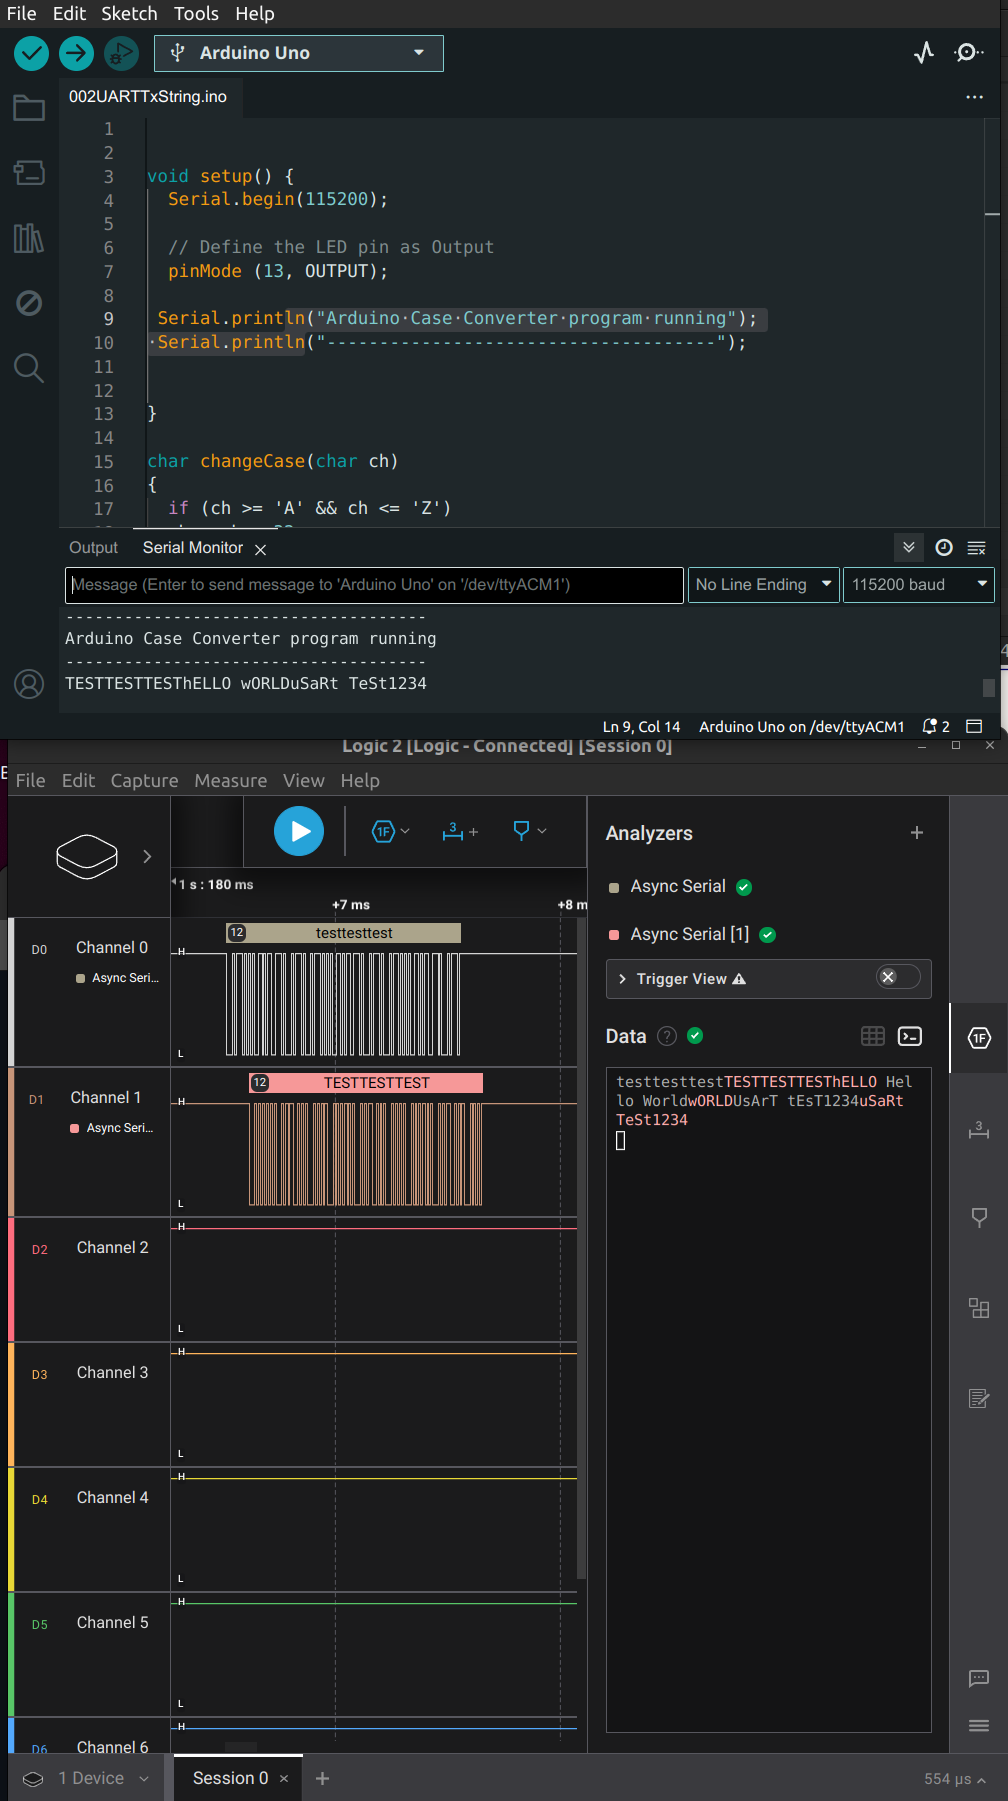 File Edit Sketch Tools Help
Arduino Uno
002UARTTxString.ino
1
2
3 void setup() {
4 Serial.begin(115200);
5
6 // Define the LED pin as Output
7 pinMode (13, OUTPUT);
8
9 Serial.println("Arduino·Case·Converter·program·running");
10 ·Serial.println("-------------------------------------");
11
12
13 }
14
15 char changeCase(char ch)
16 {
17 if (ch >= 'A' && ch <= 'Z')
Output Serial Monitor
Message (Enter to send message to 'Arduino Uno' on '/dev/ttyACM1')
No Line Ending
115200 baud
-------------------------------------
Arduino Case Converter program running
-------------------------------------
TESTTESTTESThELLO wORLDuSaRt TeSt1234
Ln 9, Col 14 Arduino Uno on /dev/ttyACM1 2
Logic 2 [Logic - Connected] [Session 0]
File Edit Capture Measure View Help
1F 3 +
1 s : 180 ms
+7 ms +8 m
D0 Channel 0
Async Seri...
H
L
12 testtesttest
D1 Channel 1
Async Seri...
H
L
12 TESTTESTTEST
D2 Channel 2
H
L
D3 Channel 3
H
L
D4 Channel 4
H
L
D5 Channel 5
H
L
D6 Channel 6
H
Analyzers
Async Serial
Async Serial [1]
Trigger View
Data
testtesttestTESTTESTTESThELLO Hel
lo WorldwORLDUsArT tEsT1234uSaRt
TeSt1234
1F
3
1 Device
Session 0
554 µs